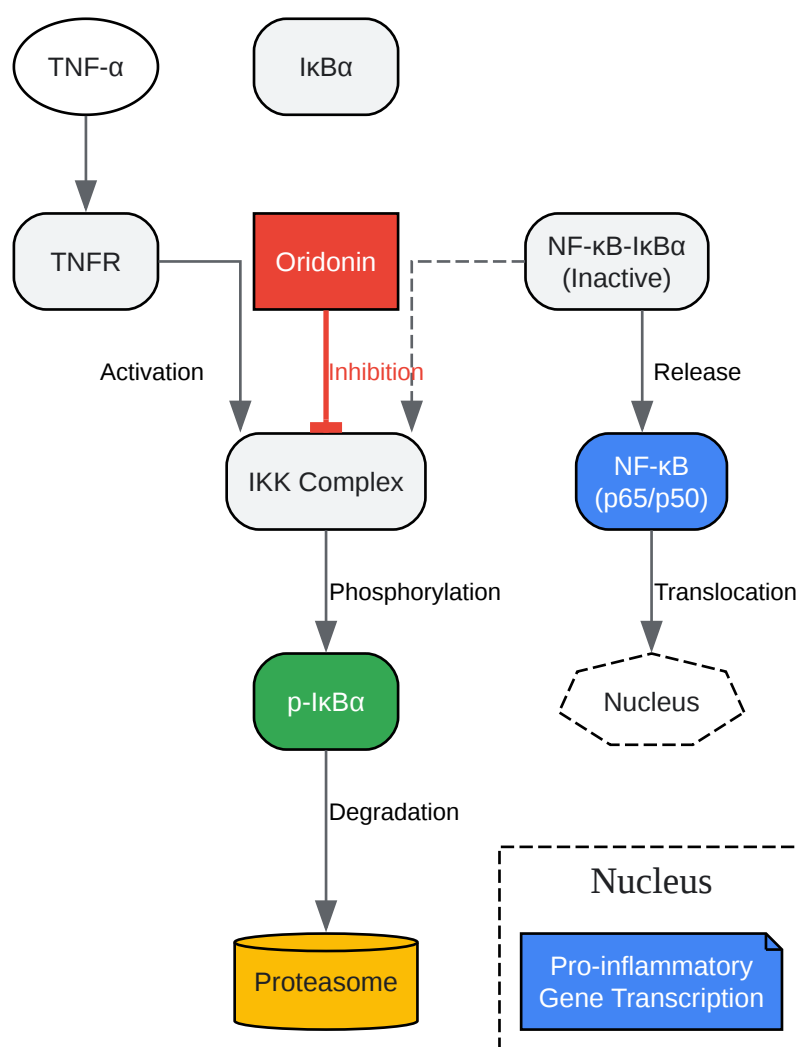 TNF-α
IκBα
TNFR
Oridonin
NF-κB-IκBα
(Inactive)
Activation
Inhibition
Release
IKK Complex
NF-κB
(p65/p50)
Phosphorylation
Translocation
p-IκBα
Nucleus
Degradation
Nucleus
Proteasome
Pro-inflammatory
Gene Transcription